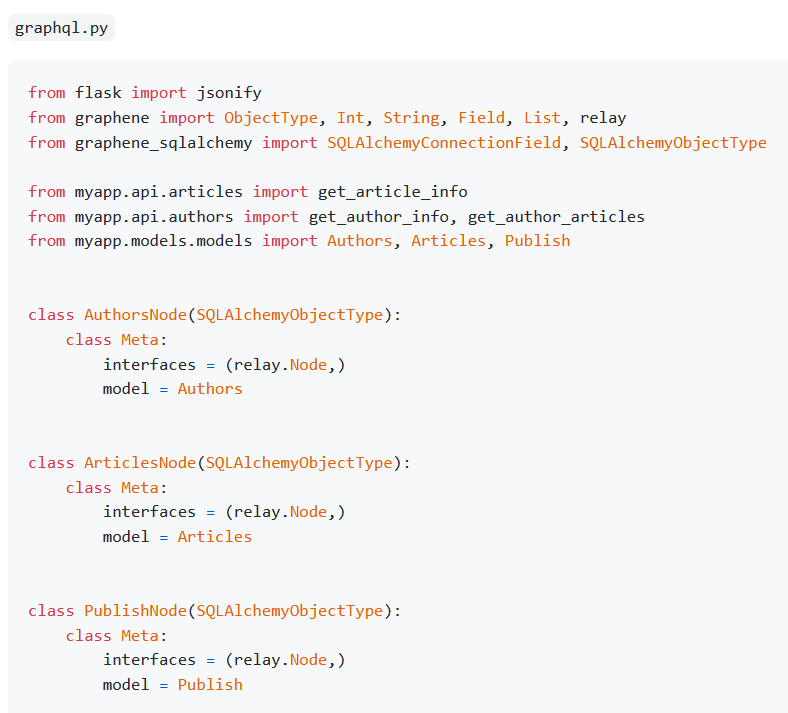 graphql.py
from flask import jsonify
from graphene import ObjectType, Int, String, Field, List, relay
from graphene_sqlalchemy import SQLAlchemyConnectionField, SQLAlchemyObjectType
from myapp.api.articles import get_article_info
from myapp.api.authors import get_author_info, get_author_articles
from myapp.models.models import Authors, Articles, Publish
class AuthorsNode(SQLAlchemyObjectType):
    class Meta:
        interfaces = (relay.Node,)
        model = Authors
class ArticlesNode(SQLAlchemyObjectType):
    class Meta:
        interfaces = (relay.Node,)
        model = Articles
class PublishNode(SQLAlchemyObjectType):
    class Meta:
        interfaces = (relay.Node,)
        model = Publish